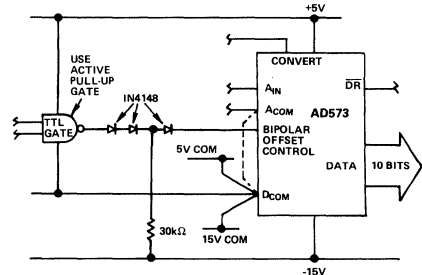 +5V
CONVERT
USE
ACTIVE
PULL-UP
GATE
IN4148
AIN
DR
ACOM
AD573
TTL
GATE
BIPOLAR
OFFSET
CONTROL
5V COM
DATA
10 BITS
DCOM
30kΩ
15V COM
-15V